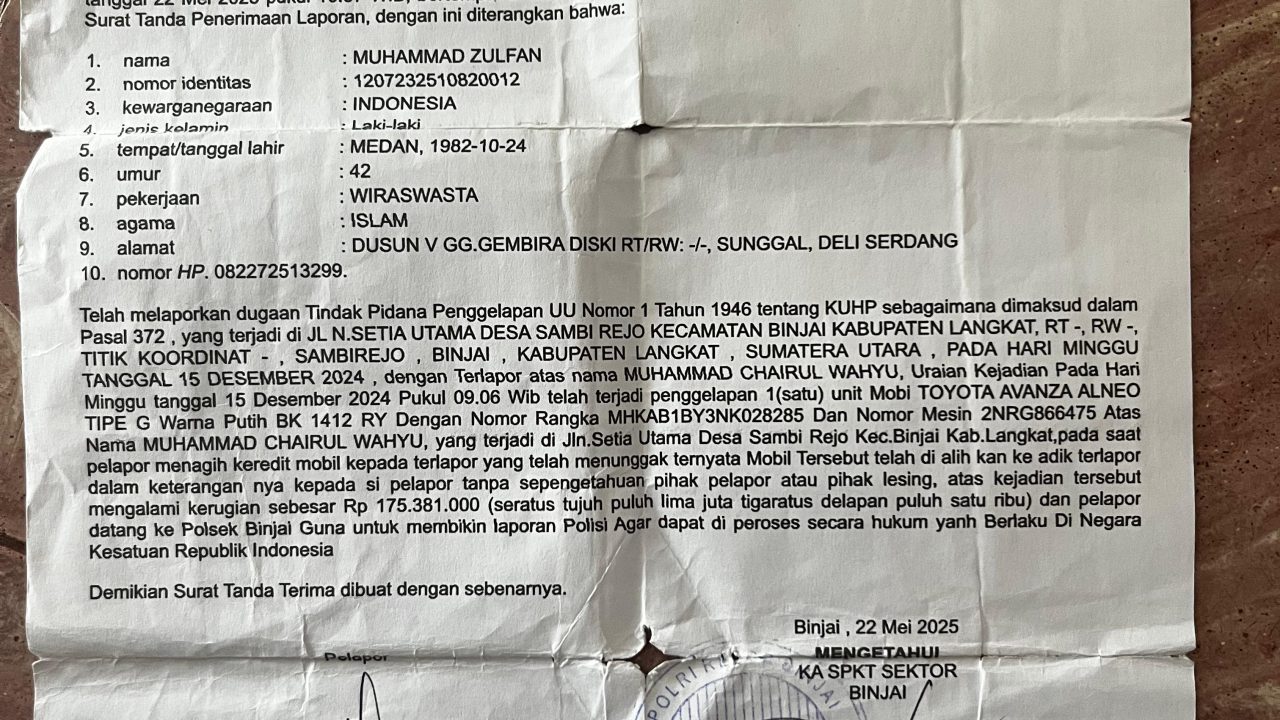 Surat Tanda Penerimaan Laporan, dengan ini diterangkan bahwa:
1. nama : MUHAMMAD ZULFAN
2. nomor identitas : 1207232510820012
3. kewarganegaraan : INDONESIA
4. jenis kelamin : Laki-laki
5. tempat/tanggal lahir : MEDAN, 1982-10-24
6. umur : 42
7. pekerjaan : WIRASWASTA
8. agama : ISLAM
9. alamat : DUSUN V GG.GEMBIRA DISKI RT/RW: -/-, SUNGGAL, DELI SERDANG
10. nomor HP. 082272513299.
Telah melaporkan dugaan Tindak Pidana Penggelapan UU Nomor 1 Tahun 1946 tentang KUHP sebagaimana dimaksud dalam
Pasal 372 , yang terjadi di JL N.SETIA UTAMA DESA SAMBI REJO KECAMATAN BINJAI KABUPATEN LANGKAT, RT -, RW -,
TITIK KOORDINAT - , SAMBIREJO , BINJAI , KABUPATEN LANGKAT , SUMATERA UTARA , PADA HARI MINGGU
TANGGAL 15 DESEMBER 2024 , dengan Terlapor atas nama MUHAMMAD CHAIRUL WAHYU, Uraian Kejadian Pada Hari
Minggu tanggal 15 Desember 2024 Pukul 09.06 Wib telah terjadi penggelapan 1(satu) unit Mobi TOYOTA AVANZA ALNEO
TIPE G Warna Putih BK 1412 RY Dengan Nomor Rangka MHKAB1BY3NK028285 Dan Nomor Mesin 2NRG866475 Atas
Nama MUHAMMAD CHAIRUL WAHYU, yang terjadi di Jln.Setia Utama Desa Sambi Rejo Kec.Binjai Kab.Langkat,pada saat
pelapor menagih keredit mobil kepada terlapor yang telah menunggak ternyata Mobil Tersebut telah di alih kan ke adik terlapor
dalam keterangan nya kepada si pelapor tanpa sepengetahuan pihak pelapor atau pihak lesing, atas kejadian tersebut
mengalami kerugian sebesar Rp 175.381.000 (seratus tujuh puluh lima juta tigaratus delapan puluh satu ribu) dan pelapor
datang ke Polsek Binjai Guna untuk membikin laporan Polisi Agar dapat di peroses secara hukum yanh Berlaku Di Negara
Kesatuan Republik Indonesia
Demikian Surat Tanda Terima dibuat dengan sebenarnya.
Binjai , 22 Mei 2025
Pelapor
MENGETAHUI
KA SPKT SEKTOR
BINJAI
POLRI